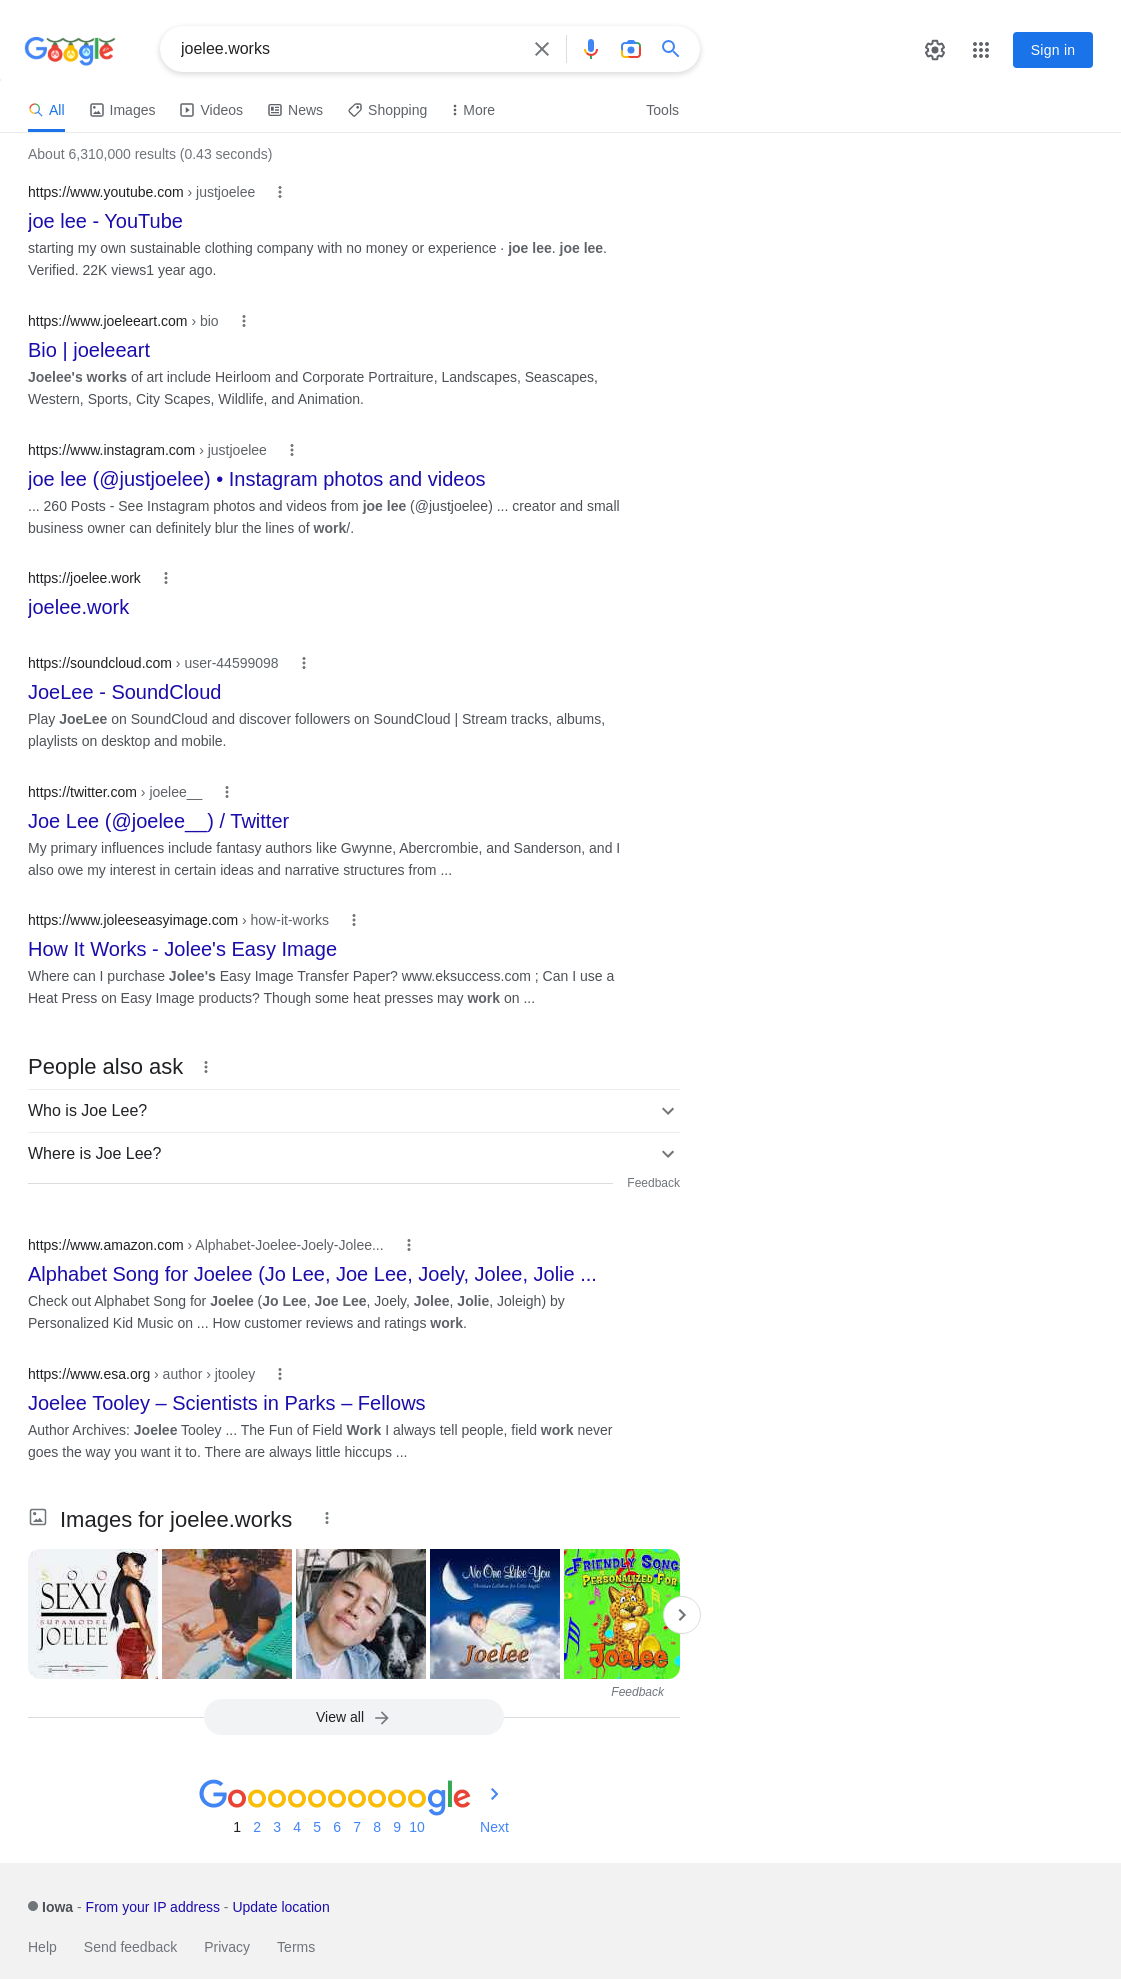 Google
joelee.works
Sign in
All
Images
Videos
News
Shopping
More
Tools
About 6,310,000 results (0.43 seconds)
https://www.youtube.com › justjoelee
joe lee - YouTube
starting my own sustainable clothing company with no money or experience · joe lee. joe lee.
Verified. 22K views1 year ago.
https://www.joeleeart.com › bio
Bio | joeleeart
Joelee's works of art include Heirloom and Corporate Portraiture, Landscapes, Seascapes,
Western, Sports, City Scapes, Wildlife, and Animation.
https://www.instagram.com › justjoelee
joe lee (@justjoelee) • Instagram photos and videos
... 260 Posts - See Instagram photos and videos from joe lee (@justjoelee) ... creator and small
business owner can definitely blur the lines of work/.
https://joelee.work
joelee.work
https://soundcloud.com › user-44599098
JoeLee - SoundCloud
Play JoeLee on SoundCloud and discover followers on SoundCloud | Stream tracks, albums,
playlists on desktop and mobile.
https://twitter.com › joelee__
Joe Lee (@joelee__) / Twitter
My primary influences include fantasy authors like Gwynne, Abercrombie, and Sanderson, and I
also owe my interest in certain ideas and narrative structures from ...
https://www.joleeseasyimage.com › how-it-works
How It Works - Jolee's Easy Image
Where can I purchase Jolee's Easy Image Transfer Paper? www.eksuccess.com ; Can I use a
Heat Press on Easy Image products? Though some heat presses may work on ...
People also ask
Who is Joe Lee?
Where is Joe Lee?
Feedback
https://www.amazon.com › Alphabet-Joelee-Joely-Jolee...
Alphabet Song for Joelee (Jo Lee, Joe Lee, Joely, Jolee, Jolie ...
Check out Alphabet Song for Joelee (Jo Lee, Joe Lee, Joely, Jolee, Jolie, Joleigh) by
Personalized Kid Music on ... How customer reviews and ratings work.
https://www.esa.org › author › jtooley
Joelee Tooley – Scientists in Parks – Fellows
Author Archives: Joelee Tooley ... The Fun of Field Work I always tell people, field work never
goes the way you want it to. There are always little hiccups ...
Images for joelee.works
SOO
SEXY
SUPAMODEL
JOELEE
No One Like You
Christian Lullabies for Little Angels
Joelee
FRIENDLY SONG
PERSONALIZED FOR
Joelee
Feedback
View all
Goooooooooogle
1 2 3 4 5 6 7 8 9 10 Next
Iowa - From your IP address - Update location
Help Send feedback Privacy Terms